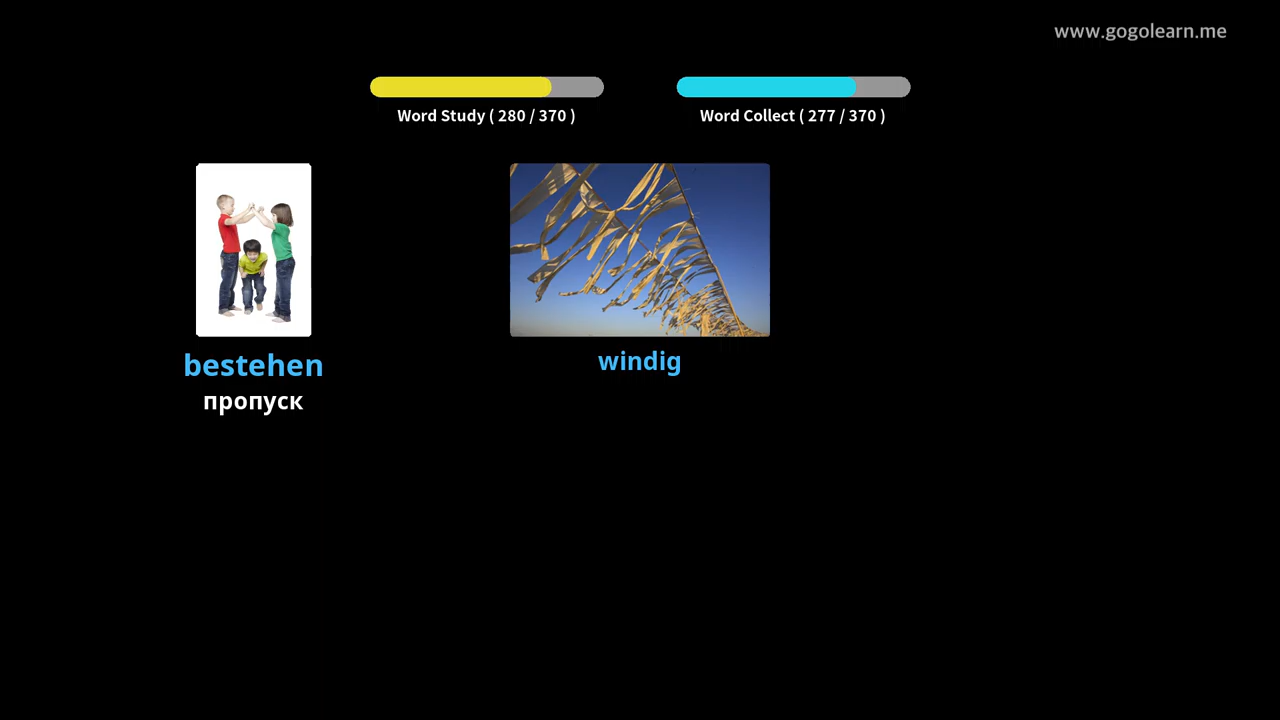 www.gogolearn.me
Word Study ( 280 / 370 )
Word Collect ( 277 / 370 )
bestehen
пропуск
windig